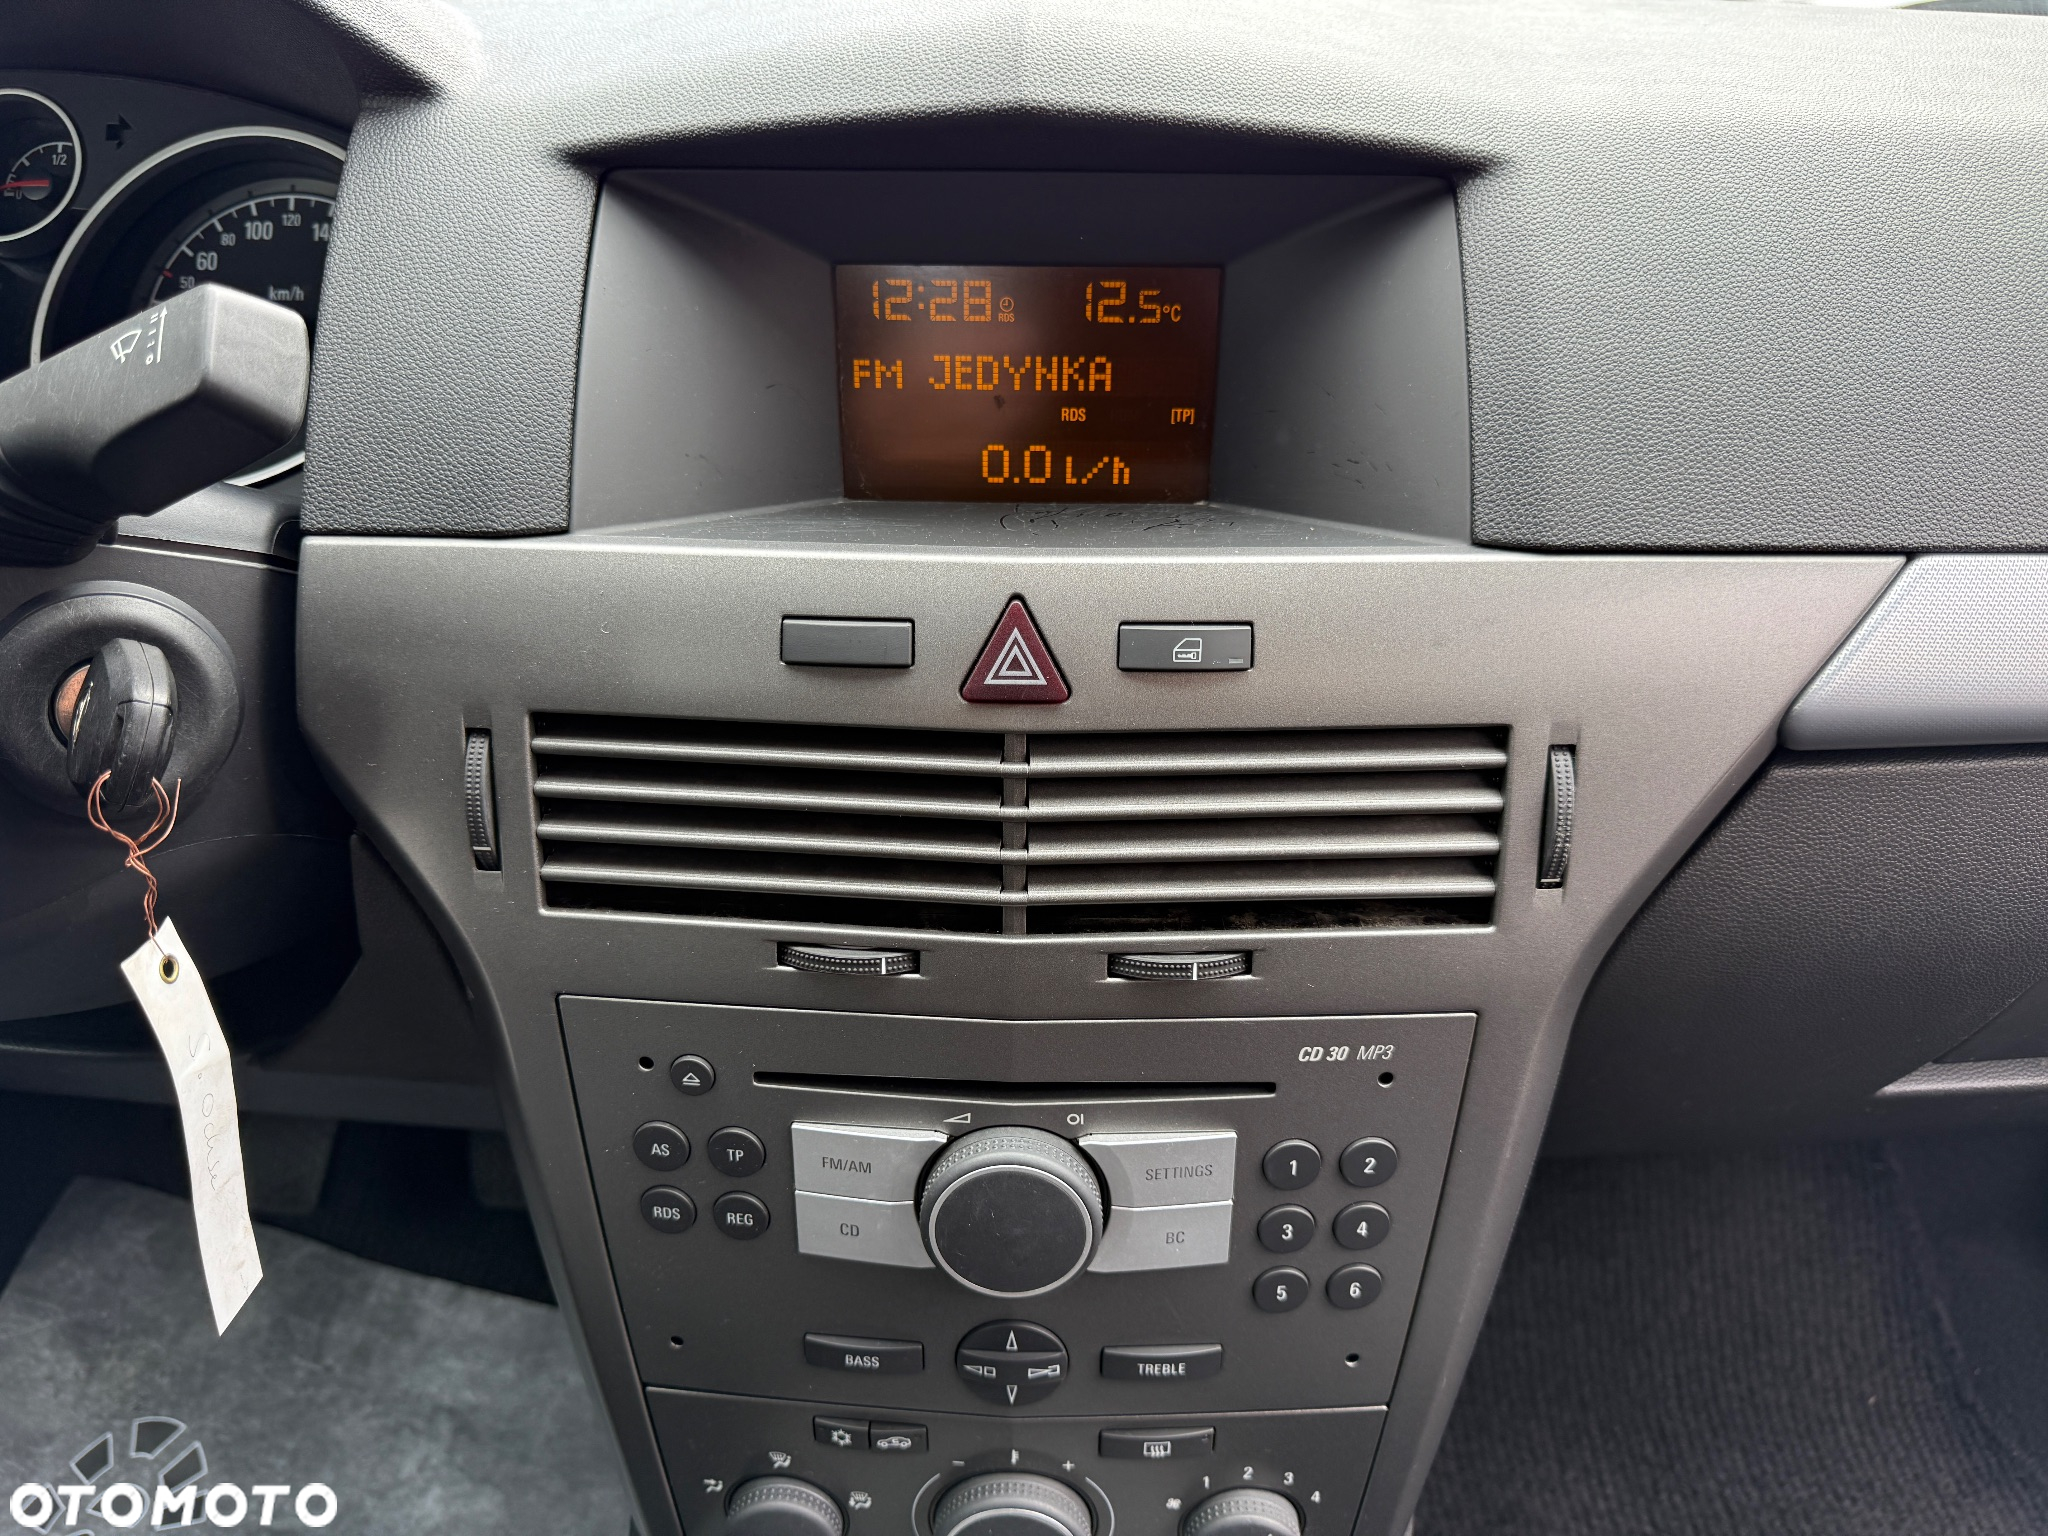 1/2
50
60
80
100
120
14
km/h
12:28 RDS 12.5°C
FM JEDYNKA
RDS [TP]
0.0 l/h
CD 30 MP3
AS
TP
RDS
REG
FM/AM
CD
SETTINGS
BC
1
2
3
4
5
6
BASS
TREBLE
- +
1
2
3
4
OTOMOTO